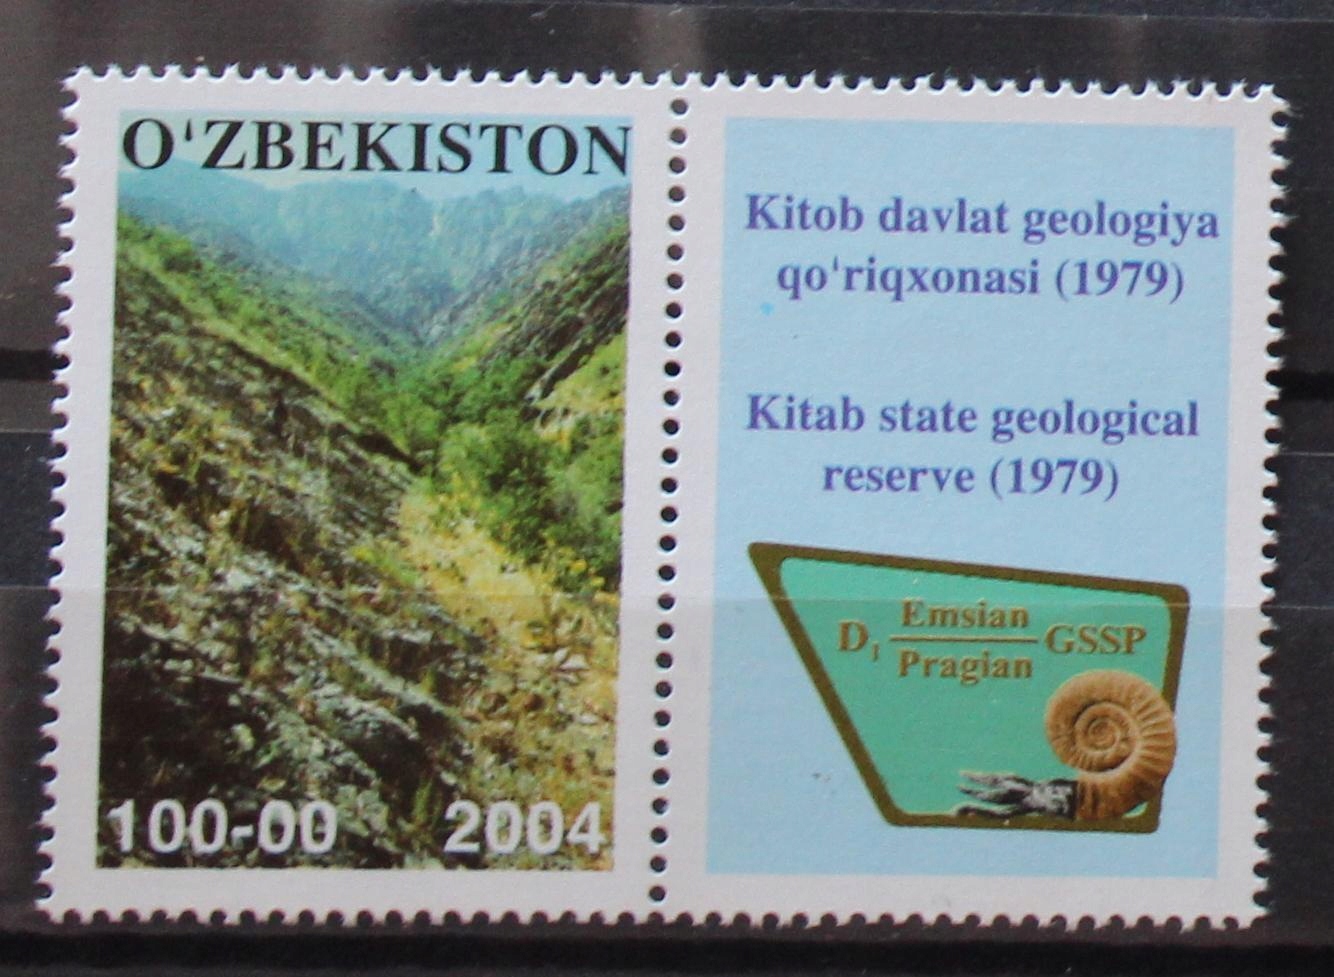 O'ZBEKISTON
100-00 2004
Kitob davlat geologiya
qo'riqxonasi (1979)
Kitab state geological
reserve (1979)
Emsian
D₁ GSSP
Pragian